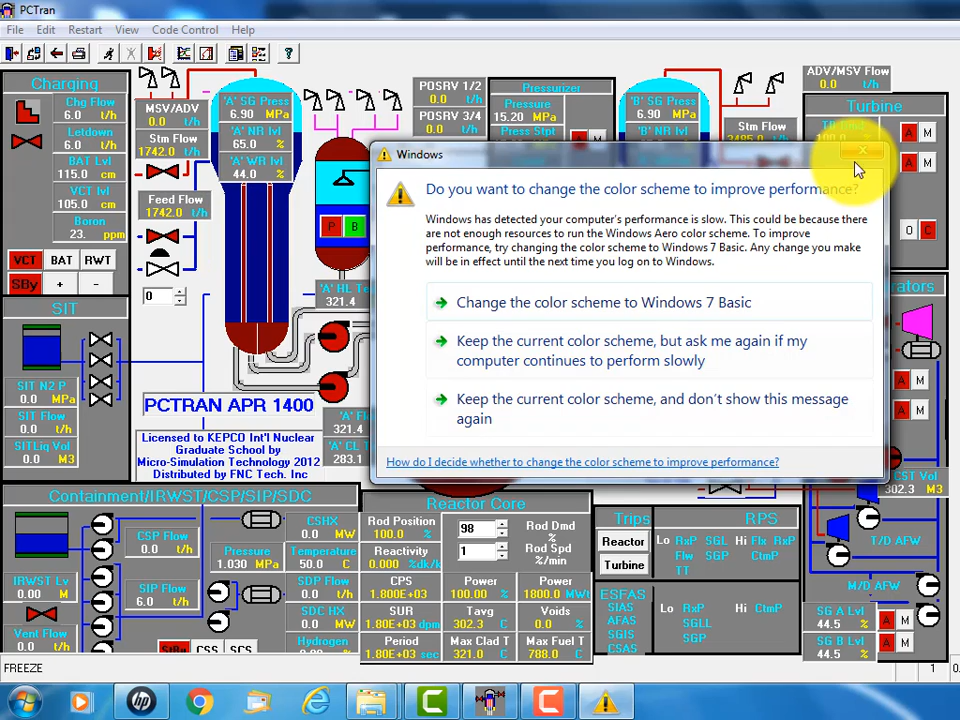 PCTran
File Edit Restart View Code Control Help
Charging
Chg Flow
6.0 t/h
Letdown
6.0 t/h
BAT Lvl
115.0 cm
VCT lvl
105.0 cm
Boron
23. ppm
VCT BAT RWT
SBy + -
SIT
SIT N2 P
0.0 MPa
SIT Flow
0.0 t/h
SITLiq Vol
0.0 M3
MSV/ADV
0.0 t/h
Stm Flow
1742.0 t/h
Feed Flow
1742.0 t/h
0
'A' SG Press
6.90 MPa
'A' NR lvl
65.0 %
'A' WR lvl
44.0 %
POSRV 1/2
0.0 t/h
POSRV 3/4
0.0 t/h
Pressurizer
Pressure
15.20 MPa
Press Stpt
A M
P B
'B' SG Press
6.90 MPa
'B' NR lvl
ADV/MSV Flow
0.0 t/h
Stm Flow
3485.0 t/h
Turbine
100.0 %
A M
A M
O C
A M
A
CST Vol
302.3 M3
Windows
Do you want to change the color scheme to improve performance?
Windows has detected your computer's performance is slow. This could be because there
are not enough resources to run the Windows Aero color scheme. To improve
performance, try changing the color scheme to Windows 7 Basic. Any change you make
will be in effect until the next time you log on to Windows.
Change the color scheme to Windows 7 Basic
Keep the current color scheme, but ask me again if my
computer continues to perform slowly
Keep the current color scheme, and don't show this message
again
How do I decide whether to change the color scheme to improve performance?
'A' HL
321.4
'A'
321.4
'A' CL
283.1
PCTRAN APR 1400
Licensed to KEPCO Int'l Nuclear
Graduate School by
Micro-Simulation Technology 2012
Distributed by FNC Tech. Inc
Containment/IRWST/CSP/SIP/SDC
CSP Flow
0.0 t/h
IRWST Lv
0.00 M
Vent Flow
0.0 t/h
SIP Flow
6.0 t/h
Pressure
1.030 MPa
CSHX
0.0 MW
Temperature
50.0 C
SDP Flow
0.0 t/h
SDC HX
0.0 MW
Hydrogen
StBy CSS SCS
Reactor Core
Rod Position
100.0 %
98
Rod Dmd
%
Reactivity
0.000 %dk/k
1
Rod Spd
%/min
CPS
1.800E+03
Power
100.00 %
Power
1800.0 MWt
SUR
1.80E+03 dpm
Tavg
302.3 C
Voids
0.0 %
Period
1.80E+03 sec
Max Clad T
321.0 C
Max Fuel T
788.0 C
Trips RPS
Reactor
Turbine
Lo RxP SGL Hi Flx RxP
Flw SGP CtmP
TT
ESFAS
SIAS
AFAS
SGIS
CSAS
Lo RxP Hi CtmP
SGLL
SGP
T/D AFW
M/D AFW
SG A Lvl
44.5 %
A M
SG B Lvl
44.5 %
A M
FREEZE
1